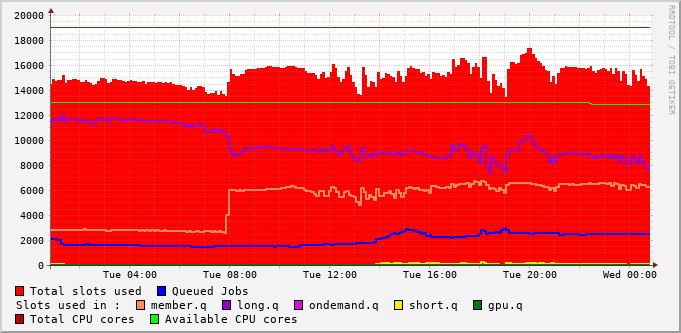 20000
18000
16000
14000
12000
10000
8000
6000
4000
2000
0
Tue 04:00 Tue 08:00 Tue 12:00 Tue 16:00 Tue 20:00 Wed 00:00
RRDTOOL / TOBI OETIKER
Total slots used Queued Jobs
Slots used in : member.q long.q ondemand.q short.q gpu.q
Total CPU cores Available CPU cores